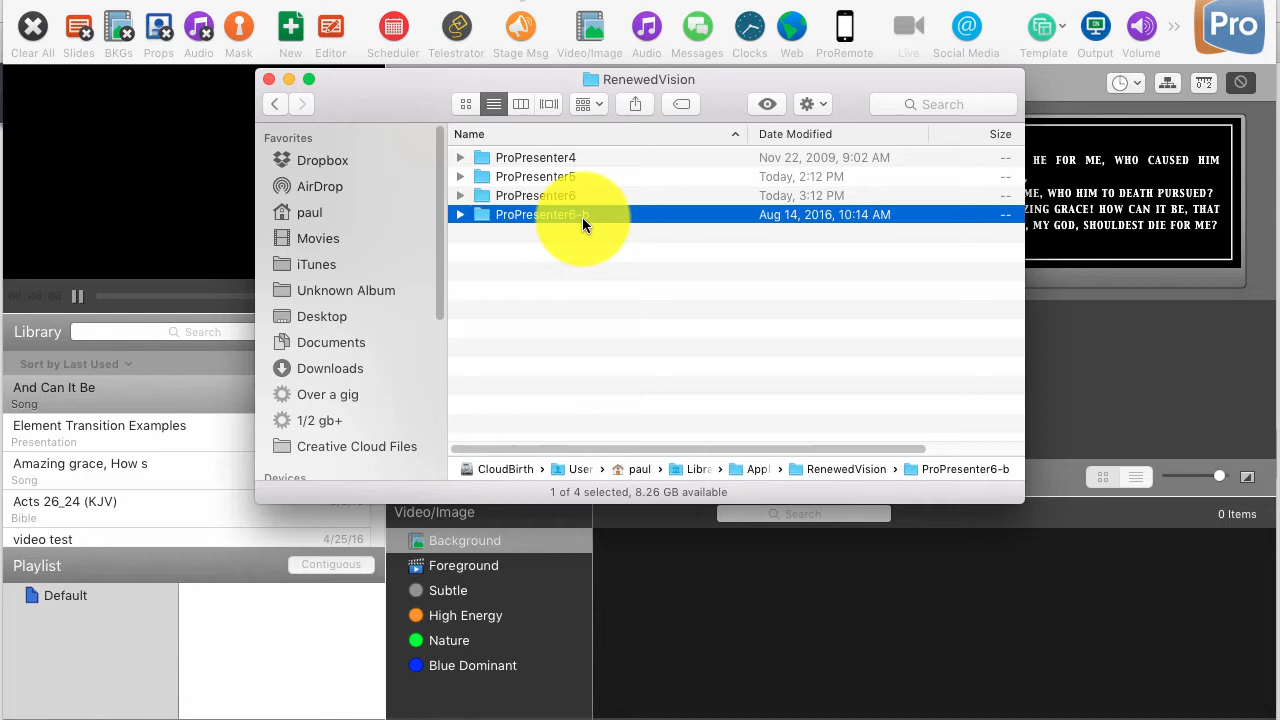 Pro
Clear All Slides BKGs Props Audio Mask New Editor Scheduler Telestrator Stage Msg Video/Image Audio Messages Clocks Web ProRemote Live Social Media Template Output Volume
RenewedVision
Search
Favorites
Dropbox
AirDrop
paul
Movies
iTunes
Unknown Album
Desktop
Documents
Downloads
Over a gig
1/2 gb+
Creative Cloud Files
Devices
Name Date Modified Size
ProPresenter4 Nov 22, 2009, 9:02 AM --
ProPresenter5 Today, 2:12 PM --
ProPresenter6 Today, 3:12 PM --
ProPresenter6-b Aug 14, 2016, 10:14 AM --
CloudBirth › User › paul › Libra › Appl › RenewedVision › ProPresenter6-b
1 of 4 selected, 8.26 GB available
HE FOR ME, WHO CAUSED HIM
ME, WHO HIM TO DEATH PURSUED?
ZING GRACE! HOW CAN IT BE, THAT
, MY GOD, SHOULDEST DIE FOR ME?
Library
Search
Sort by Last Used
And Can It Be
Song
Element Transition Examples
Presentation
Amazing grace, How s
Song
Acts 26_24 (KJV)
Bible
video test 4/25/16
Playlist Contiguous
Default
Video/Image
Search
0 Items
Background
Foreground
Subtle
High Energy
Nature
Blue Dominant